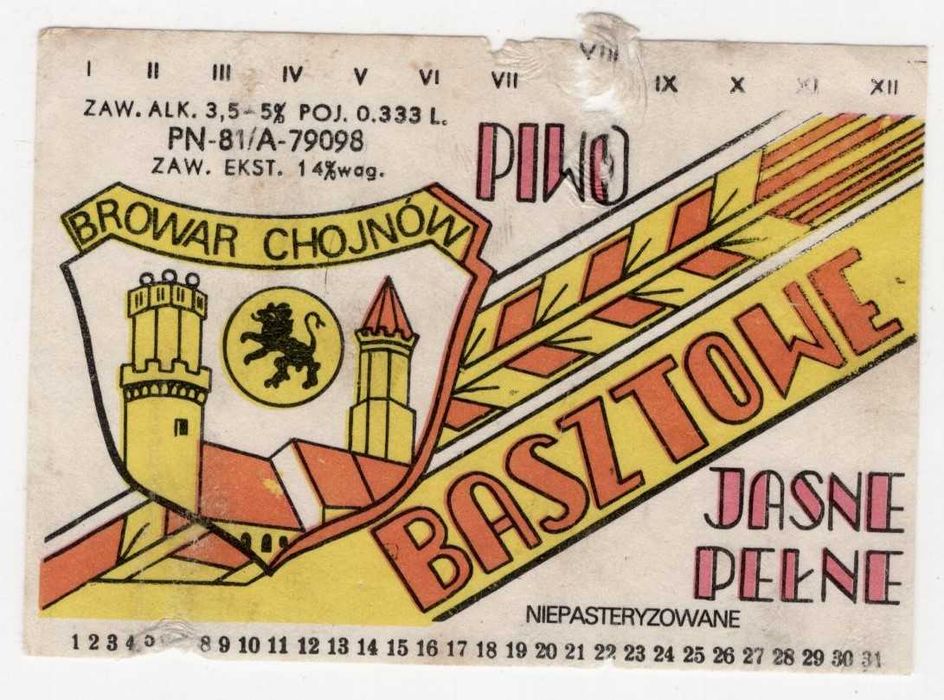 I II III IV V VI VII VIII IX X XI XII
ZAW. ALK. 3,5-5% POJ. 0.333 L.
PN-81/A-79098
ZAW. EKST. 14%wag.
PIWO
BROWAR CHOJNÓW
BASZTOWE
JASNE
PEŁNE
NIEPASTERYZOWANE
1 2 3 4 5 8 9 10 11 12 13 14 15 16 17 18 19 20 21 22 23 24 25 26 27 28 29 30 31